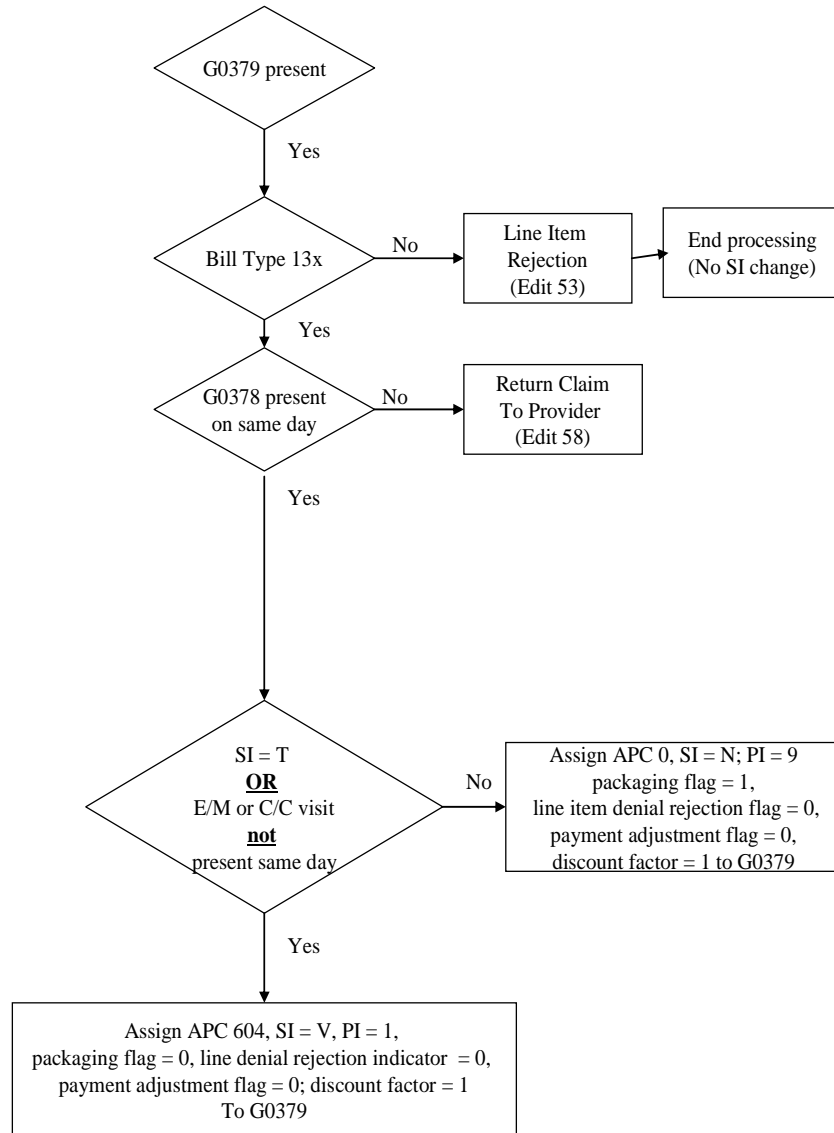 G0379 present
Yes
Bill Type 13x
No
Line Item
Rejection
(Edit 53)
End processing
(No SI change)
Yes
G0378 present
on same day
No
Return Claim
To Provider
(Edit 58)
Yes
SI = T
OR
E/M or C/C visit
not
present same day
No
Assign APC 0, SI = N; PI = 9
packaging flag = 1,
line item denial rejection flag = 0,
payment adjustment flag = 0,
discount factor = 1 to G0379
Yes
Assign APC 604, SI = V, PI = 1,
packaging flag = 0, line denial rejection indicator = 0,
payment adjustment flag = 0; discount factor = 1
To G0379